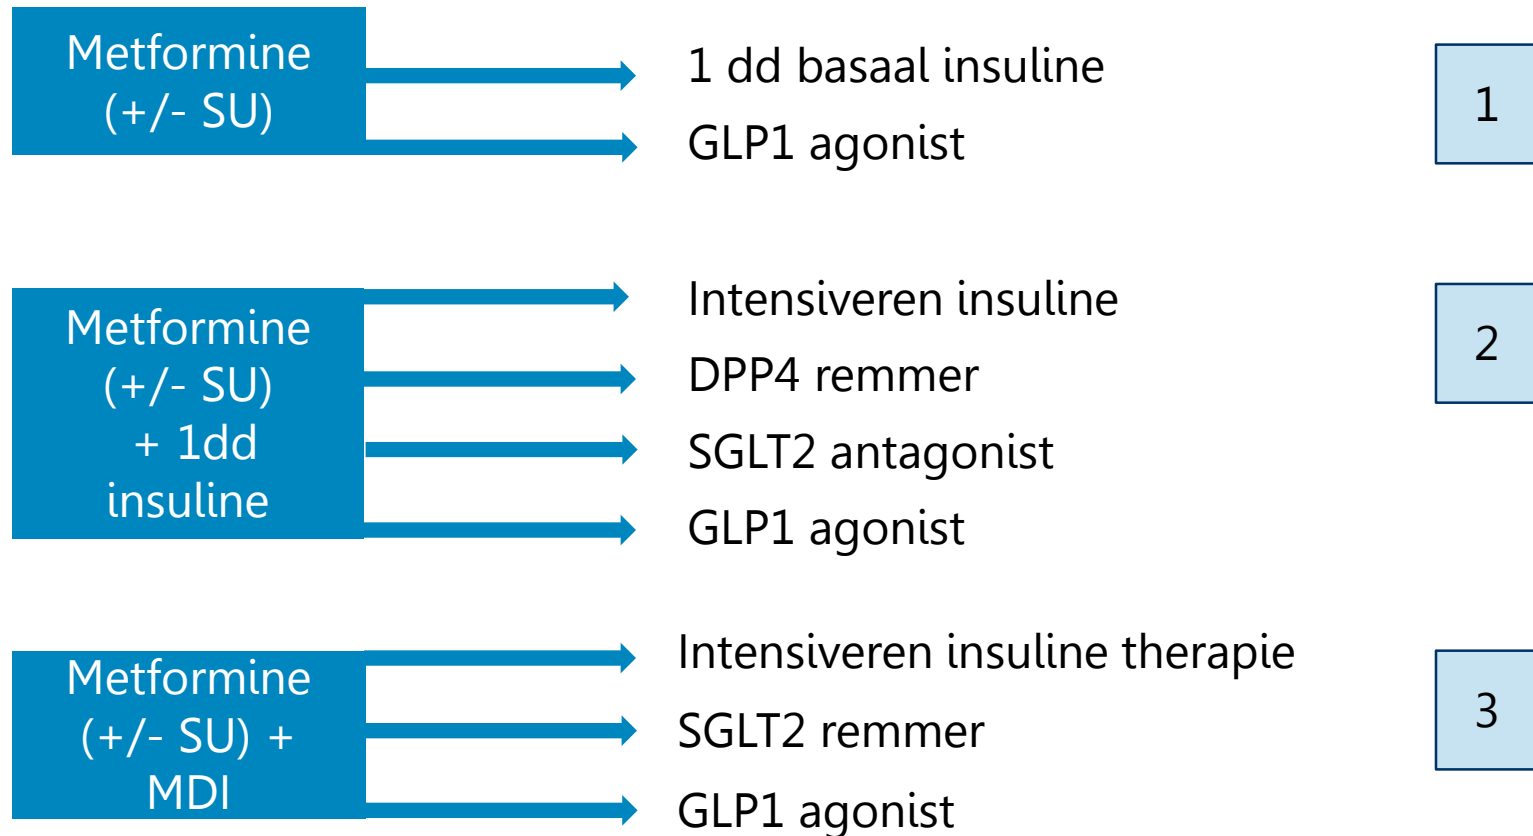 Metformine
(+/- SU)
1 dd basaal insuline
GLP1 agonist
1
Metformine
(+/- SU)
+ 1dd
insuline
Intensiveren insuline
DPP4 remmer
SGLT2 antagonist
GLP1 agonist
2
Metformine
(+/- SU) +
MDI
Intensiveren insuline therapie
SGLT2 remmer
GLP1 agonist
3